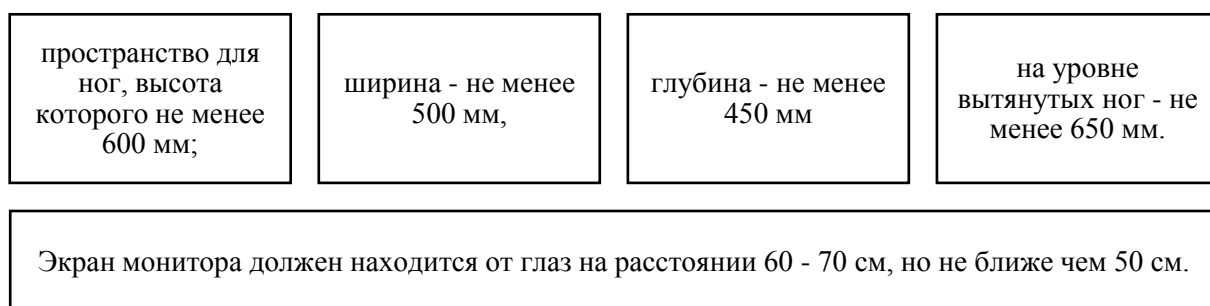 пространство для
ног, высота
которого не менее
600 мм;
ширина - не менее
500 мм,
глубина - не менее
450 мм
на уровне
вытянутых ног - не
менее 650 мм.
Экран монитора должен находится от глаз на расстоянии 60 - 70 см, но не ближе чем 50 см.